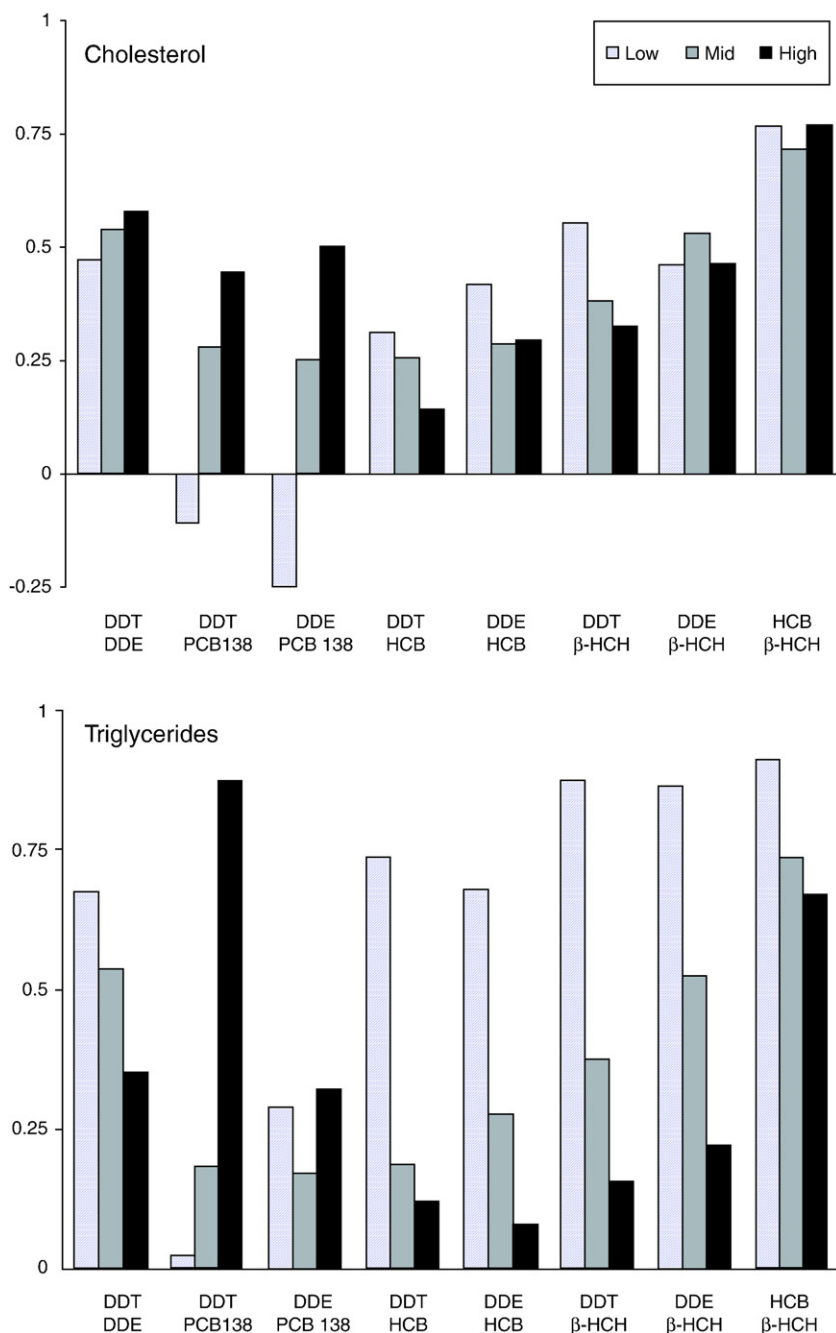 1
Cholesterol
Low Mid High
0.75
0.5
0.25
0
-0.25
DDT DDT DDE DDT DDE DDT DDE HCB
DDE PCB138 PCB 138 HCB HCB β-HCH β-HCH β-HCH
1
Triglycerides
0.75
0.5
0.25
0
DDT DDT DDE DDT DDE DDT DDE HCB
DDE PCB138 PCB 138 HCB HCB β-HCH β-HCH β-HCH